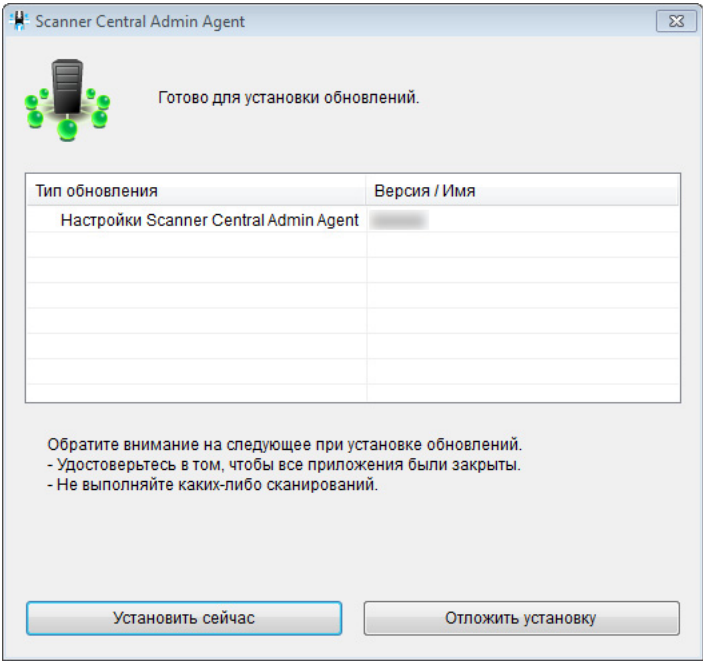 Scanner Central Admin Agent
Готово для установки обновлений.
Тип обновления Версия / Имя
Настройки Scanner Central Admin Agent
Обратите внимание на следующее при установке обновлений.
- Удостоверьтесь в том, чтобы все приложения были закрыты.
- Не выполняйте каких-либо сканирований.
Установить сейчас Отложить установку